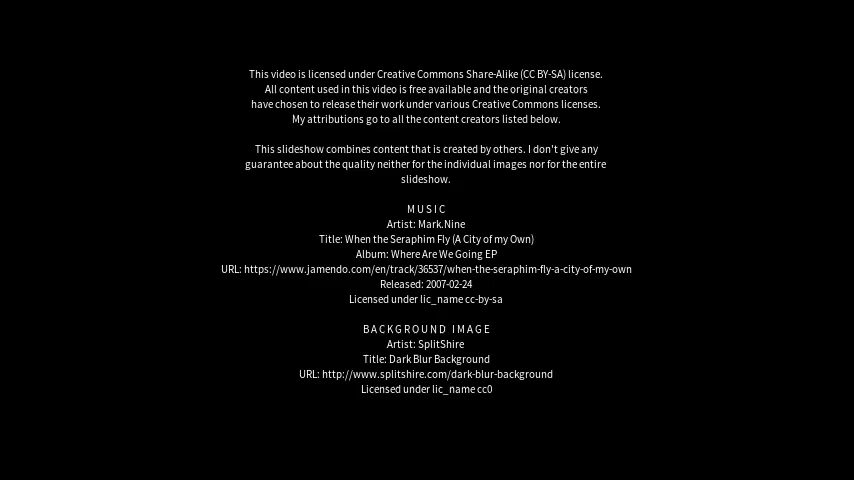 This video is licensed under Creative Commons Share-Alike (CC BY-SA) license.
All content used in this video is free available and the original creators
have chosen to release their work under various Creative Commons licenses.
My attributions go to all the content creators listed below.
This slideshow combines content that is created by others. I don't give any
guarantee about the quality neither for the individual images nor for the entire
slideshow.
M U S I C
Artist: Mark.Nine
Title: When the Seraphim Fly (A City of my Own)
Album: Where Are We Going EP
URL: https://www.jamendo.com/en/track/36537/when-the-seraphim-fly-a-city-of-my-own
Released: 2007-02-24
Licensed under lic_name cc-by-sa
B A C K G R O U N D   I M A G E
Artist: SplitShire
Title: Dark Blur Background
URL: http://www.splitshire.com/dark-blur-background
Licensed under lic_name cc0